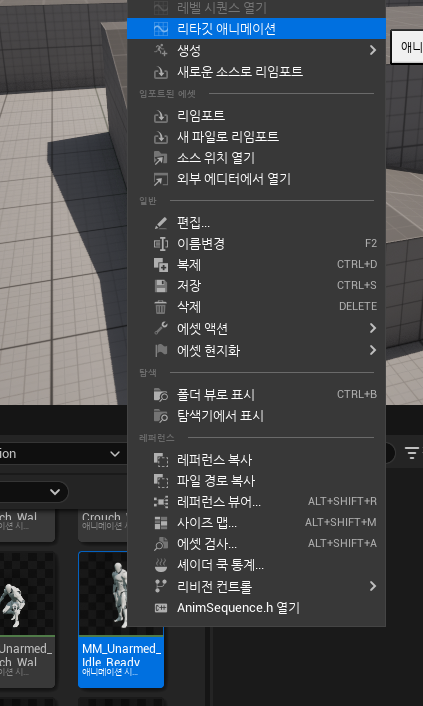 레벨 시퀀스 열기
리타깃 애니메이션
애니
생성
새로운 소스로 리임포트
임포트된 에셋
리임포트
새 파일로 리임포트
소스 위치 열기
외부 에디터에서 열기
일반
편집...
이름변경 F2
복제 CTRL+D
저장 CTRL+S
삭제 DELETE
에셋 액션
에셋 현지화
탐색
폴더 뷰로 표시 CTRL+B
탐색기에서 표시
레퍼런스
ion
레퍼런스 복사
파일 경로 복사
레퍼런스 뷰어... ALT+SHIFT+R
사이즈 맵... ALT+SHIFT+M
에셋 검사... ALT+SHIFT+A
셰이더 쿡 통계...
리비전 컨트롤
AnimSequence.h 열기
ch_Wal
이션 시...
Crouch_Wal
애니메이션 시...
Unarmed_
ch_Wal
이션 시...
MM_Unarmed_
Idle_Ready
애니메이션 시...